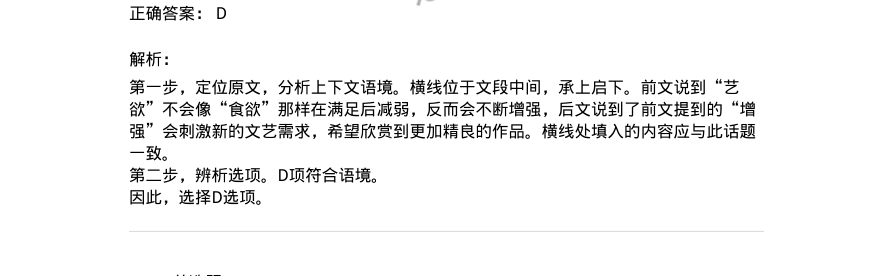 正确答案： D
解析：
第一步，定位原文，分析上下文语境。横线位于文段中间，承上启下。前文说到“艺
欲”不会像“食欲”那样在满足后减弱，反而会不断增强，后文说到了前文提到的“增
强”会刺激新的文艺需求，希望欣赏到更加精良的作品。横线处填入的内容应与此话题
一致。
第二步，辨析选项。D项符合语境。
因此，选择D选项。